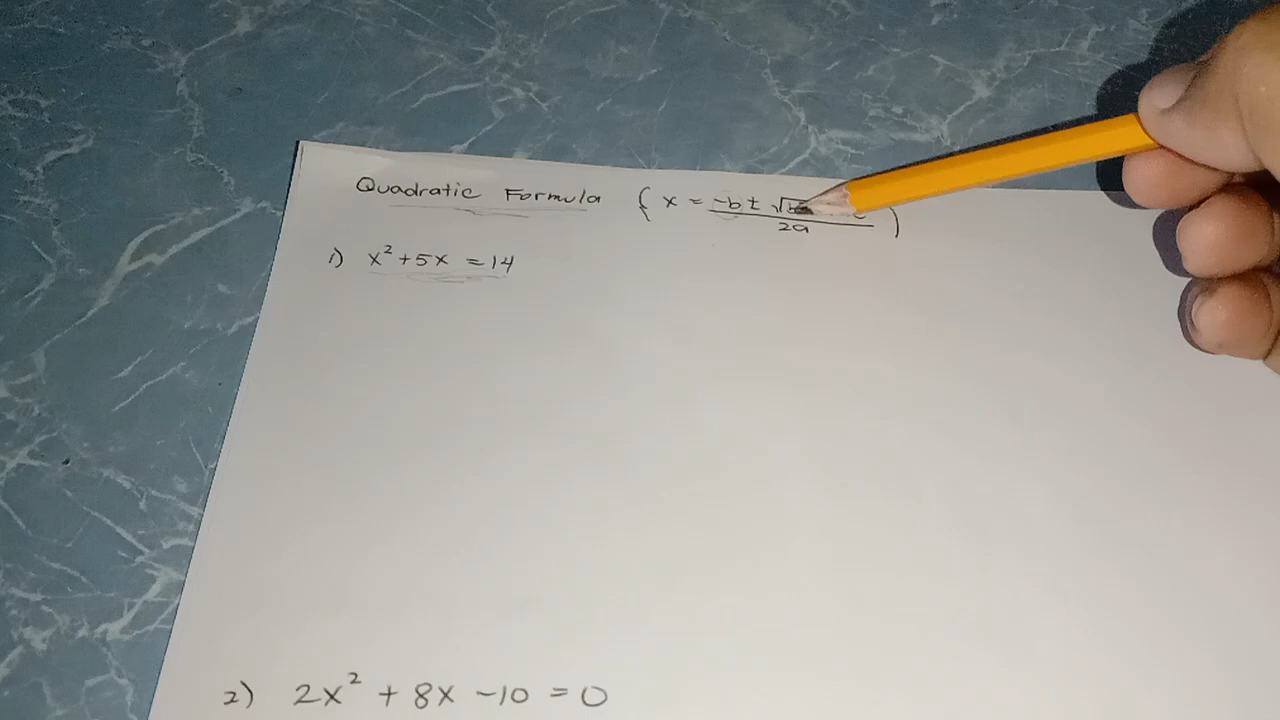 Quadratic Formula ( x = -b ± √ / 2a )
1) x² + 5x = 14
2) 2x² + 8x - 10 = 0